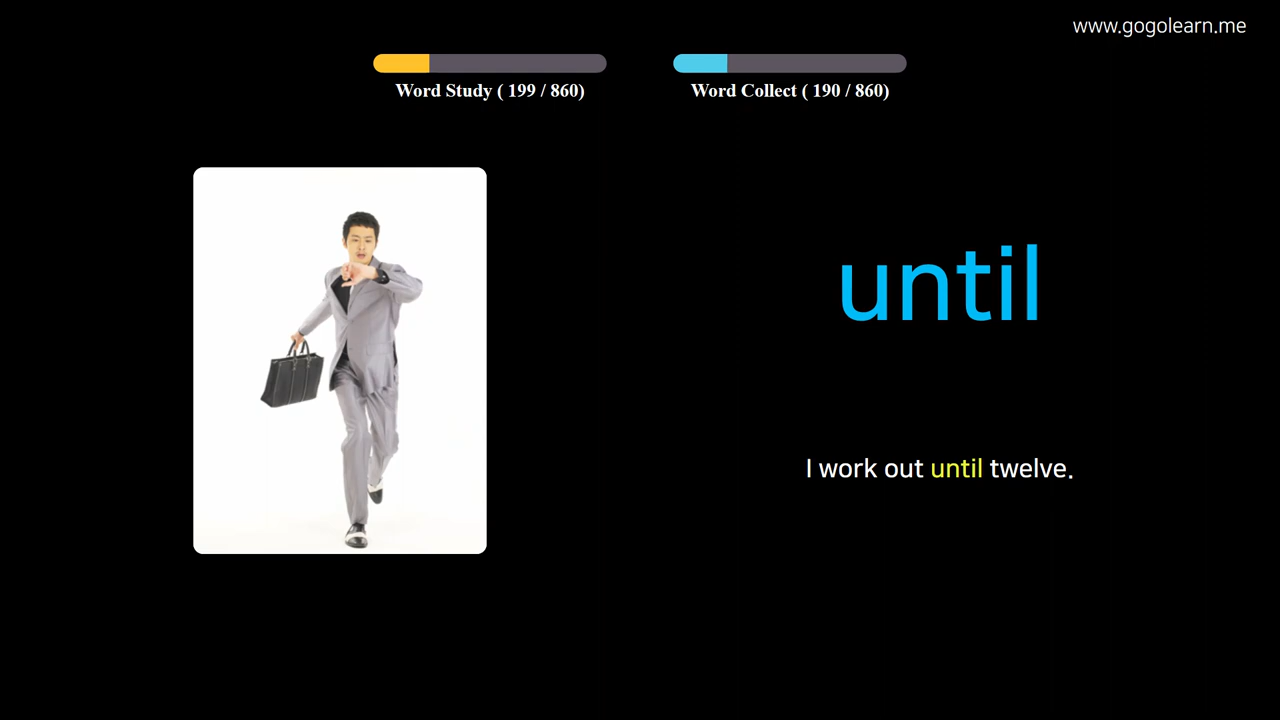 www.gogolearn.me
Word Study ( 199 / 860)
Word Collect ( 190 / 860)
until
I work out until twelve.